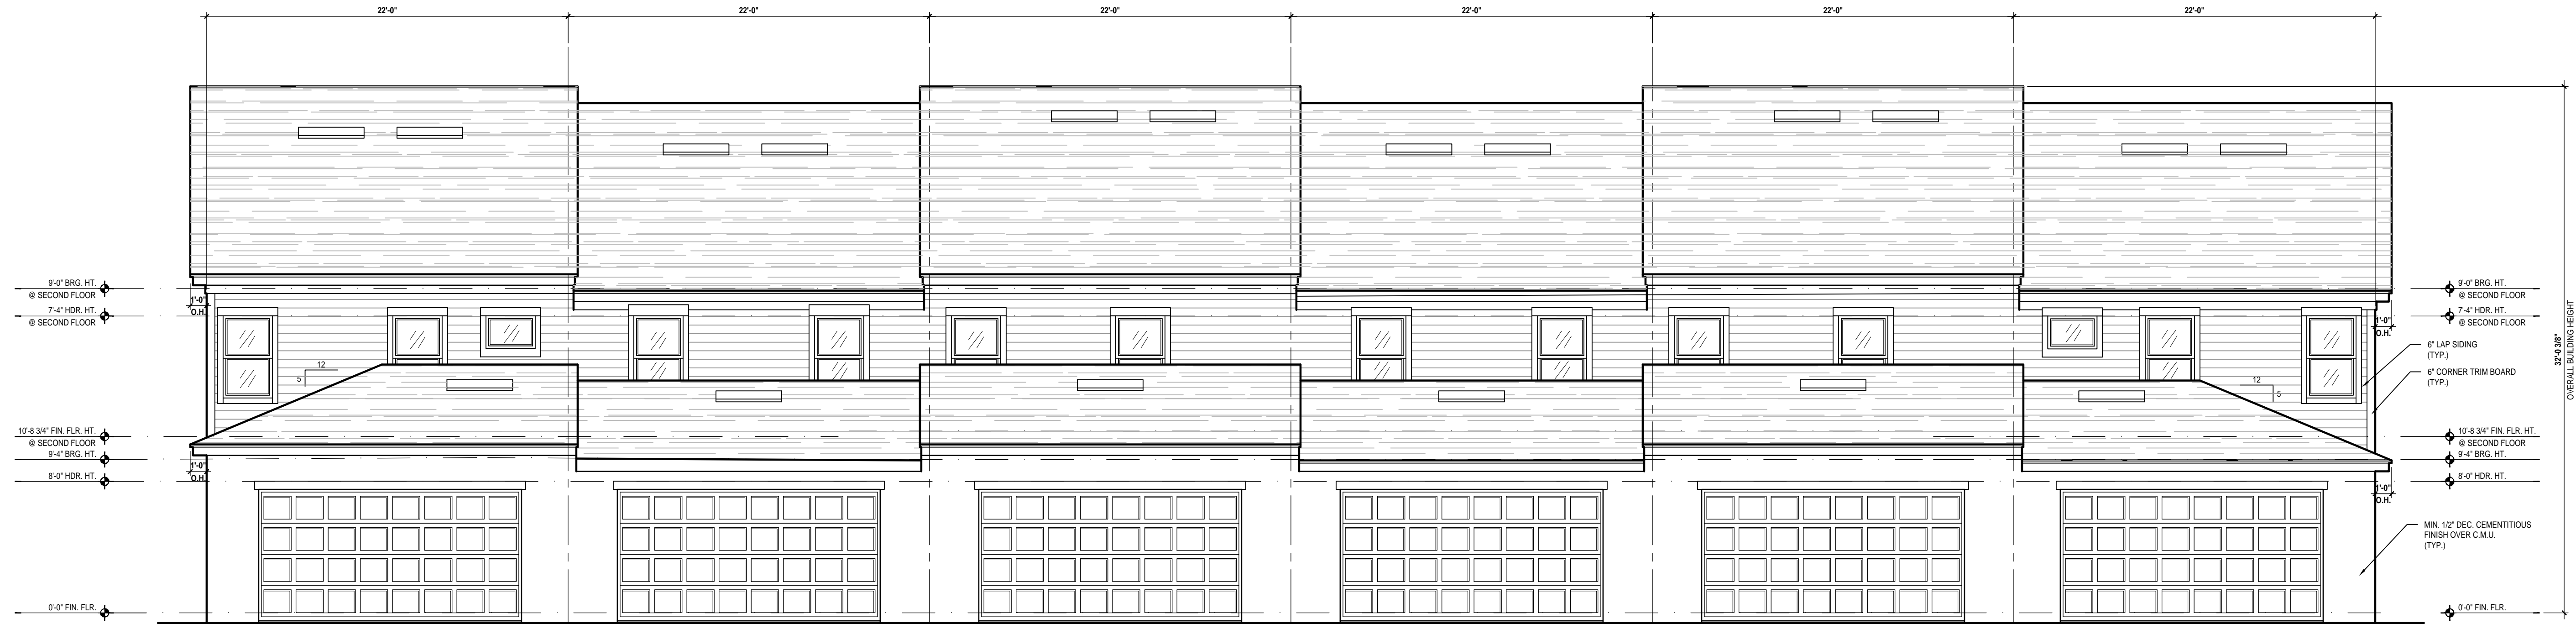 22'-0" 22'-0" 22'-0" 22'-0" 22'-0" 22'-0"
9'-0" BRG. HT.
@ SECOND FLOOR
7'-4" HDR. HT.
@ SECOND FLOOR
1'-0"
O.H.
12
5
10'-8 3/4" FIN. FLR. HT.
@ SECOND FLOOR
9'-4" BRG. HT.
8'-0" HDR. HT.
1'-0"
O.H.
0'-0" FIN. FLR.
9'-0" BRG. HT.
@ SECOND FLOOR
7'-4" HDR. HT.
@ SECOND FLOOR
1'-0"
O.H.
6" LAP SIDING
(TYP.)
6" CORNER TRIM BOARD
(TYP.)
12
5
10'-8 3/4" FIN. FLR. HT.
@ SECOND FLOOR
9'-4" BRG. HT.
8'-0" HDR. HT.
1'-0"
O.H.
MIN. 1/2" DEC. CEMENTITIOUS
FINISH OVER C.M.U.
(TYP.)
0'-0" FIN. FLR.
32'-0 3/8"
OVERALL BUILDING HEIGHT